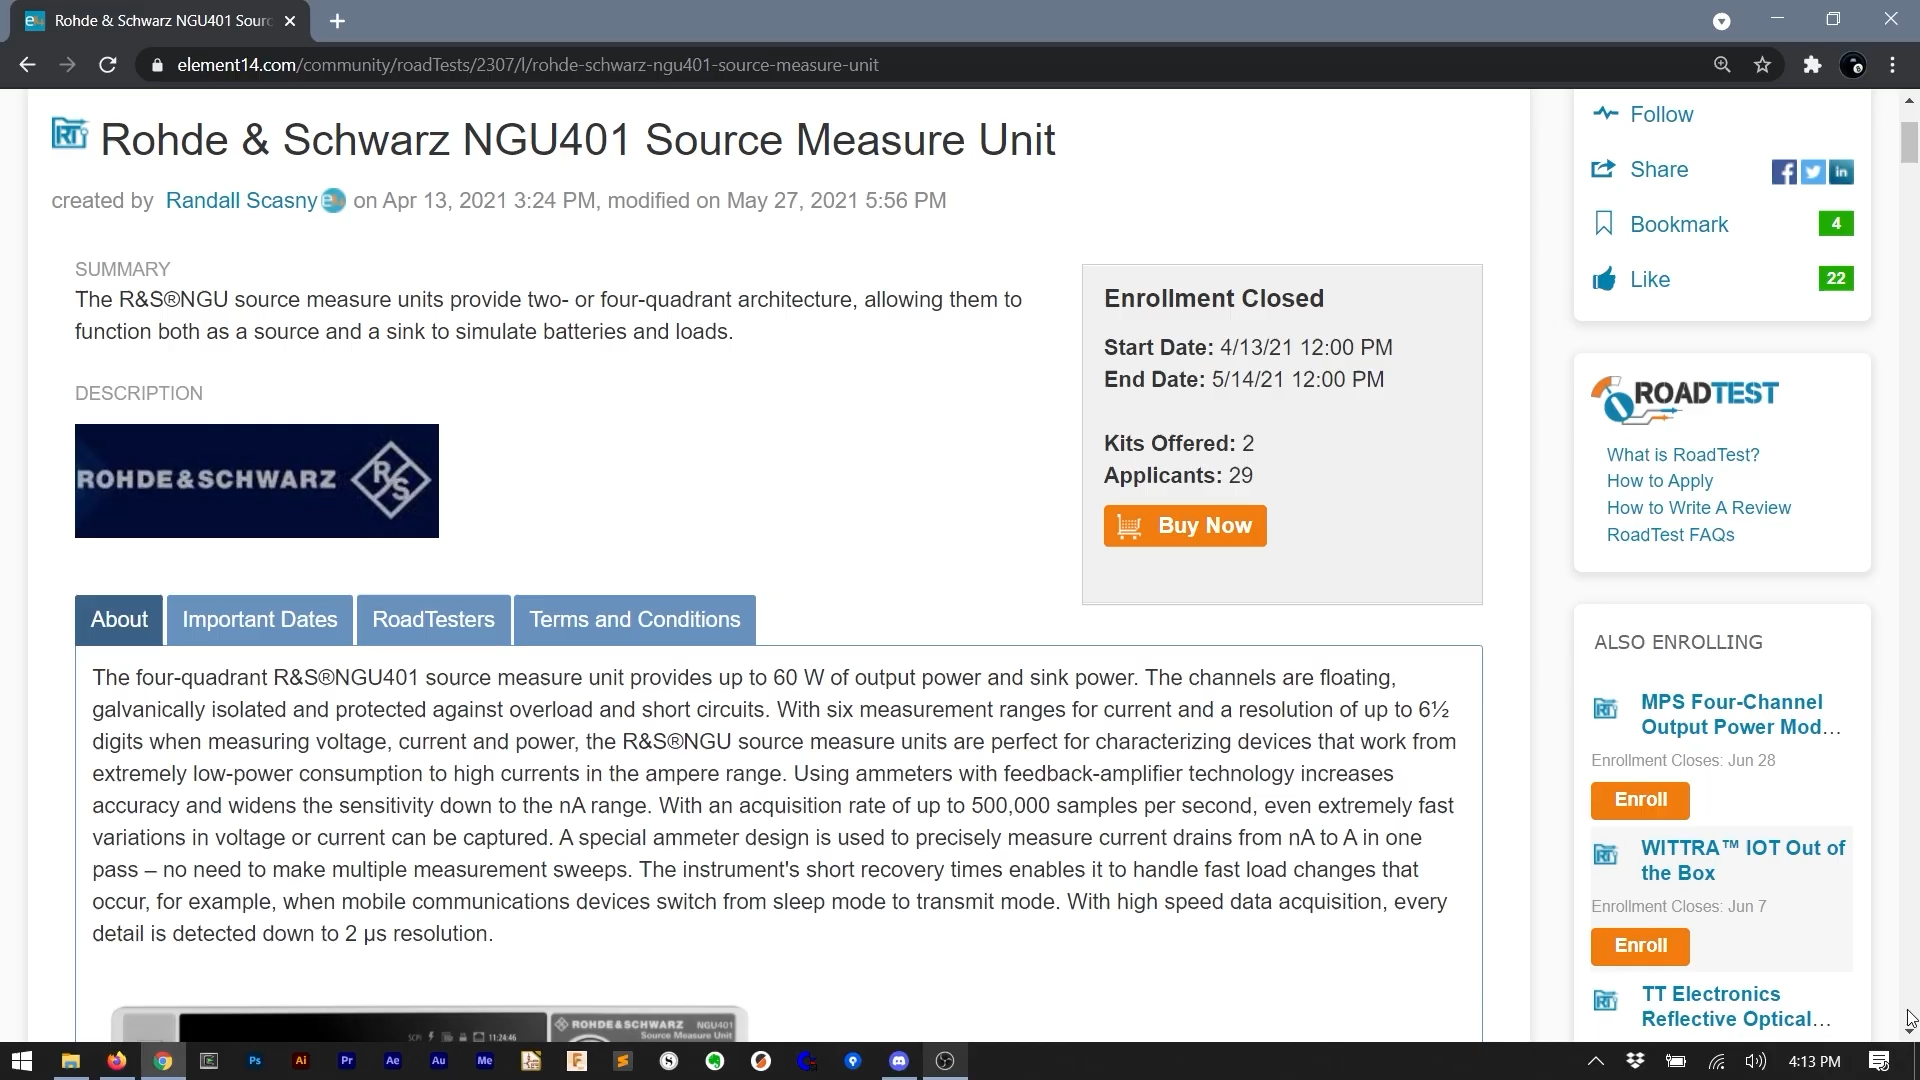 Rohde & Schwarz NGU401 Sourc
element14.com/community/roadTests/2307/l/rohde-schwarz-ngu401-source-measure-unit
Rohde & Schwarz NGU401 Source Measure Unit
created by Randall Scasny on Apr 13, 2021 3:24 PM, modified on May 27, 2021 5:56 PM
SUMMARY
The R&S®NGU source measure units provide two- or four-quadrant architecture, allowing them to
function both as a source and a sink to simulate batteries and loads.
DESCRIPTION
ROHDE&SCHWARZ R S
Enrollment Closed
Start Date: 4/13/21 12:00 PM
End Date: 5/14/21 12:00 PM
Kits Offered: 2
Applicants: 29
Buy Now
About Important Dates RoadTesters Terms and Conditions
The four-quadrant R&S®NGU401 source measure unit provides up to 60 W of output power and sink power. The channels are floating,
galvanically isolated and protected against overload and short circuits. With six measurement ranges for current and a resolution of up to 6½
digits when measuring voltage, current and power, the R&S®NGU source measure units are perfect for characterizing devices that work from
extremely low-power consumption to high currents in the ampere range. Using ammeters with feedback-amplifier technology increases
accuracy and widens the sensitivity down to the nA range. With an acquisition rate of up to 500,000 samples per second, even extremely fast
variations in voltage or current can be captured. A special ammeter design is used to precisely measure current drains from nA to A in one
pass – no need to make multiple measurement sweeps. The instrument's short recovery times enables it to handle fast load changes that
occur, for example, when mobile communications devices switch from sleep mode to transmit mode. With high speed data acquisition, every
detail is detected down to 2 µs resolution.
SCPI 11:24:46 ROHDE&SCHWARZ NGU401
Source Measure Unit
Follow
Share
Bookmark 4
Like 22
ROADTEST
What is RoadTest?
How to Apply
How to Write A Review
RoadTest FAQs
ALSO ENROLLING
MPS Four-Channel
Output Power Mod...
Enrollment Closes: Jun 28
Enroll
WITTRA™ IOT Out of
the Box
Enrollment Closes: Jun 7
Enroll
TT Electronics
Reflective Optical...
Ps Ai Pr Ae Au Me
4:13 PM